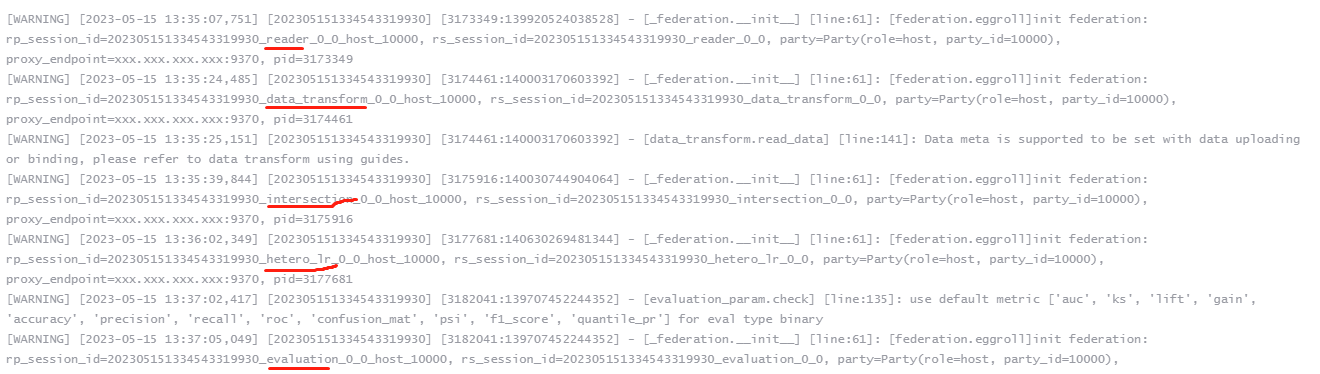 [WARNING] [2023-05-15 13:35:07,751] [202305151334543319930] [3173349:139920524038528] - [_federation.__init__] [line:61]: [federation.eggroll]init federation:
rp_session_id=202305151334543319930_reader_0_0_host_10000, rs_session_id=202305151334543319930_reader_0_0, party=Party(role=host, party_id=10000),
proxy_endpoint=xxx.xxx.xxx.xxx:9370, pid=3173349
[WARNING] [2023-05-15 13:35:24,485] [202305151334543319930] [3174461:140003170603392] - [_federation.__init__] [line:61]: [federation.eggroll]init federation:
rp_session_id=202305151334543319930_data_transform_0_0_host_10000, rs_session_id=202305151334543319930_data_transform_0_0, party=Party(role=host, party_id=10000),
proxy_endpoint=xxx.xxx.xxx.xxx:9370, pid=3174461
[WARNING] [2023-05-15 13:35:25,151] [202305151334543319930] [3174461:140003170603392] - [data_transform.read_data] [line:141]: Data meta is supported to be set with data uploading
or binding, please refer to data transform using guides.
[WARNING] [2023-05-15 13:35:39,844] [202305151334543319930] [3175916:140030744904064] - [_federation.__init__] [line:61]: [federation.eggroll]init federation:
rp_session_id=202305151334543319930_intersection_0_0_host_10000, rs_session_id=202305151334543319930_intersection_0_0, party=Party(role=host, party_id=10000),
proxy_endpoint=xxx.xxx.xxx.xxx:9370, pid=3175916
[WARNING] [2023-05-15 13:36:02,349] [202305151334543319930] [3177681:140630269481344] - [_federation.__init__] [line:61]: [federation.eggroll]init federation:
rp_session_id=202305151334543319930_hetero_lr_0_0_host_10000, rs_session_id=202305151334543319930_hetero_lr_0_0, party=Party(role=host, party_id=10000),
proxy_endpoint=xxx.xxx.xxx.xxx:9370, pid=3177681
[WARNING] [2023-05-15 13:37:02,417] [202305151334543319930] [3182041:139707452244352] - [evaluation_param.check] [line:135]: use default metric ['auc', 'ks', 'lift', 'gain',
'accuracy', 'precision', 'recall', 'roc', 'confusion_mat', 'psi', 'f1_score', 'quantile_pr'] for eval type binary
[WARNING] [2023-05-15 13:37:05,049] [202305151334543319930] [3182041:139707452244352] - [_federation.__init__] [line:61]: [federation.eggroll]init federation:
rp_session_id=202305151334543319930_evaluation_0_0_host_10000, rs_session_id=202305151334543319930_evaluation_0_0, party=Party(role=host, party_id=10000),